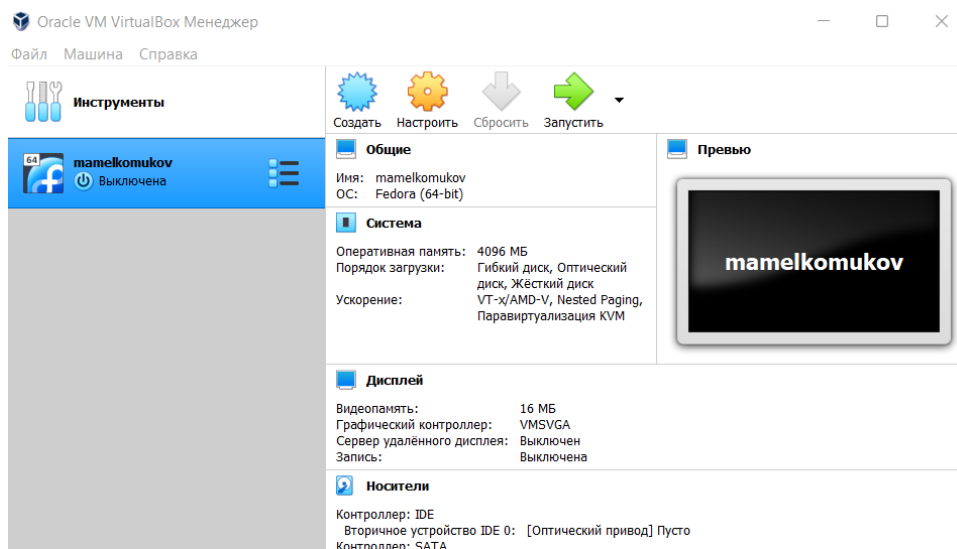 Oracle VM VirtualBox Менеджер
Файл Машина Справка
Инструменты
64
mamelkomukov
Выключена
Создать Настроить Сбросить Запустить
Общие
Имя: mamelkomukov
ОС: Fedora (64-bit)
Превью
mamelkomukov
Система
Оперативная память: 4096 МБ
Порядок загрузки: Гибкий диск, Оптический
диск, Жёсткий диск
Ускорение: VT-x/AMD-V, Nested Paging,
Паравиртуализация KVM
Дисплей
Видеопамять: 16 МБ
Графический контроллер: VMSVGA
Сервер удалённого дисплея: Выключен
Запись: Выключена
Носители
Контроллер: IDE
Вторичное устройство IDE 0: [Оптический привод] Пусто
Контроллер: SATA